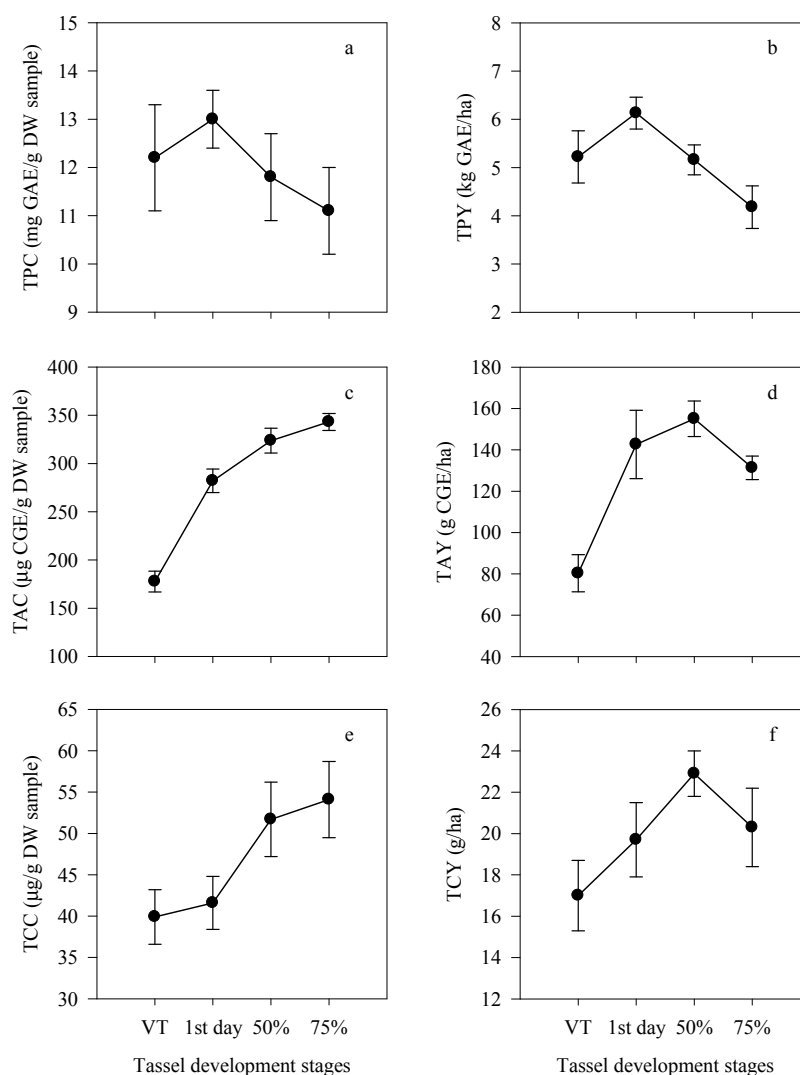 15
14
13
12
11
10
9
TPC (mg GAE/g DW sample)
a
8
7
6
5
4
3
2
TPY (kg GAE/ha)
b
400
350
300
250
200
150
100
TAC (µg CGE/g DW sample)
c
180
160
140
120
100
80
60
40
TAY (g CGE/ha)
d
65
60
55
50
45
40
35
30
TCC (µg/g DW sample)
e
VT 1st day 50% 75%
Tassel development stages
26
24
22
20
18
16
14
12
TCY (g/ha)
f
VT 1st day 50% 75%
Tassel development stages